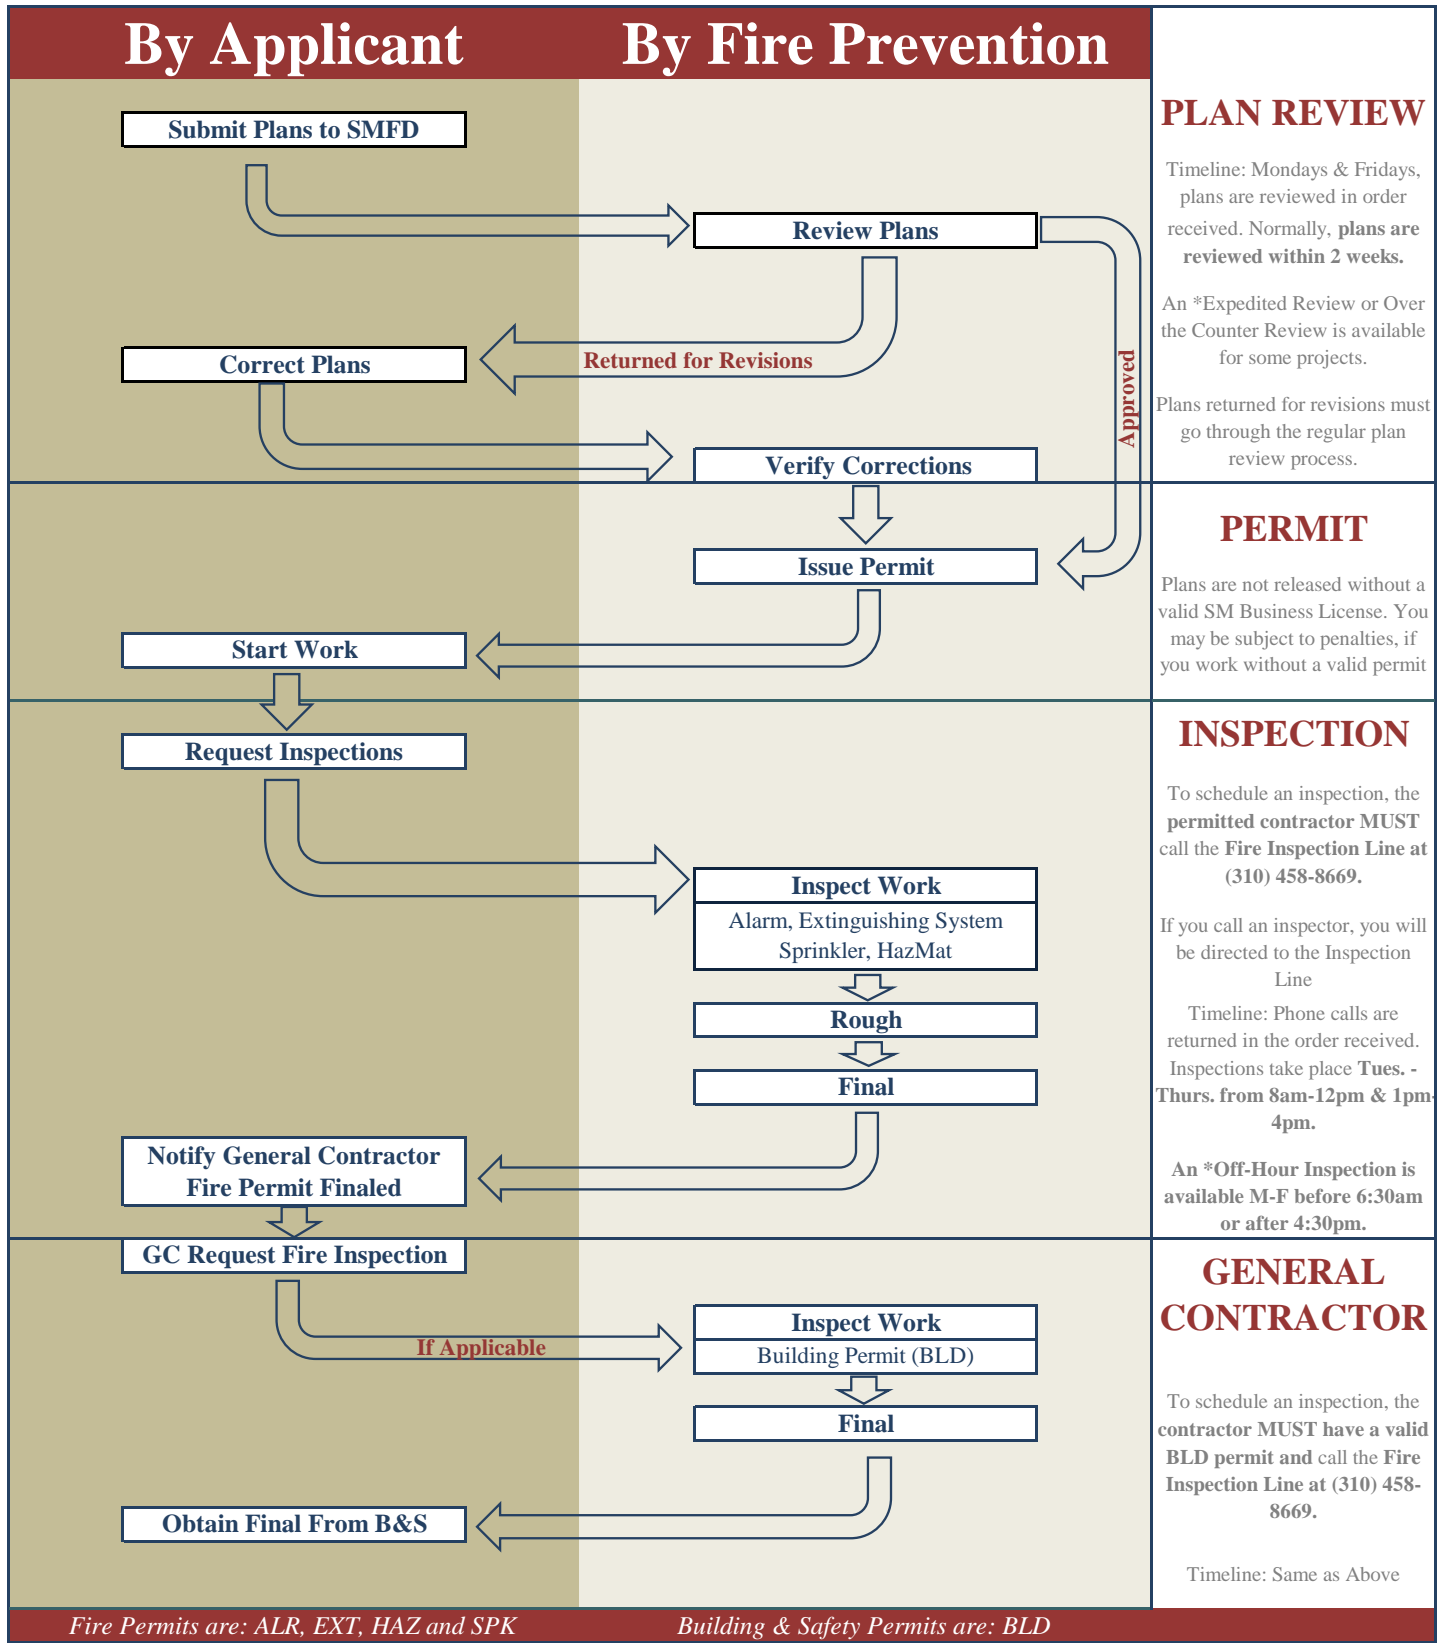 By Applicant
By Fire Prevention
Submit Plans to SMFD
Review Plans
Returned for Revisions
Correct Plans
Approved
Verify Corrections
Issue Permit
Start Work
Request Inspections
Inspect Work
Alarm, Extinguishing System
Sprinkler, HazMat
Rough
Final
Notify General Contractor
Fire Permit Finaled
GC Request Fire Inspection
If Applicable
Inspect Work
Building Permit (BLD)
Final
Obtain Final From B&S
PLAN REVIEW
Timeline: Mondays & Fridays,
plans are reviewed in order
received. Normally, plans are
reviewed within 2 weeks.
An *Expedited Review or Over
the Counter Review is available
for some projects.
Plans returned for revisions must
go through the regular plan
review process.
PERMIT
Plans are not released without a
valid SM Business License. You
may be subject to penalties, if
you work without a valid permit
INSPECTION
To schedule an inspection, the
permitted contractor MUST
call the Fire Inspection Line at
(310) 458-8669.
If you call an inspector, you will
be directed to the Inspection
Line
Timeline: Phone calls are
returned in the order received.
Inspections take place Tues. -
Thurs. from 8am-12pm & 1pm-
4pm.
An *Off-Hour Inspection is
available M-F before 6:30am
or after 4:30pm.
GENERAL
CONTRACTOR
To schedule an inspection, the
contractor MUST have a valid
BLD permit and call the Fire
Inspection Line at (310) 458-
8669.
Timeline: Same as Above
Fire Permits are: ALR, EXT, HAZ and SPK
Building & Safety Permits are: BLD